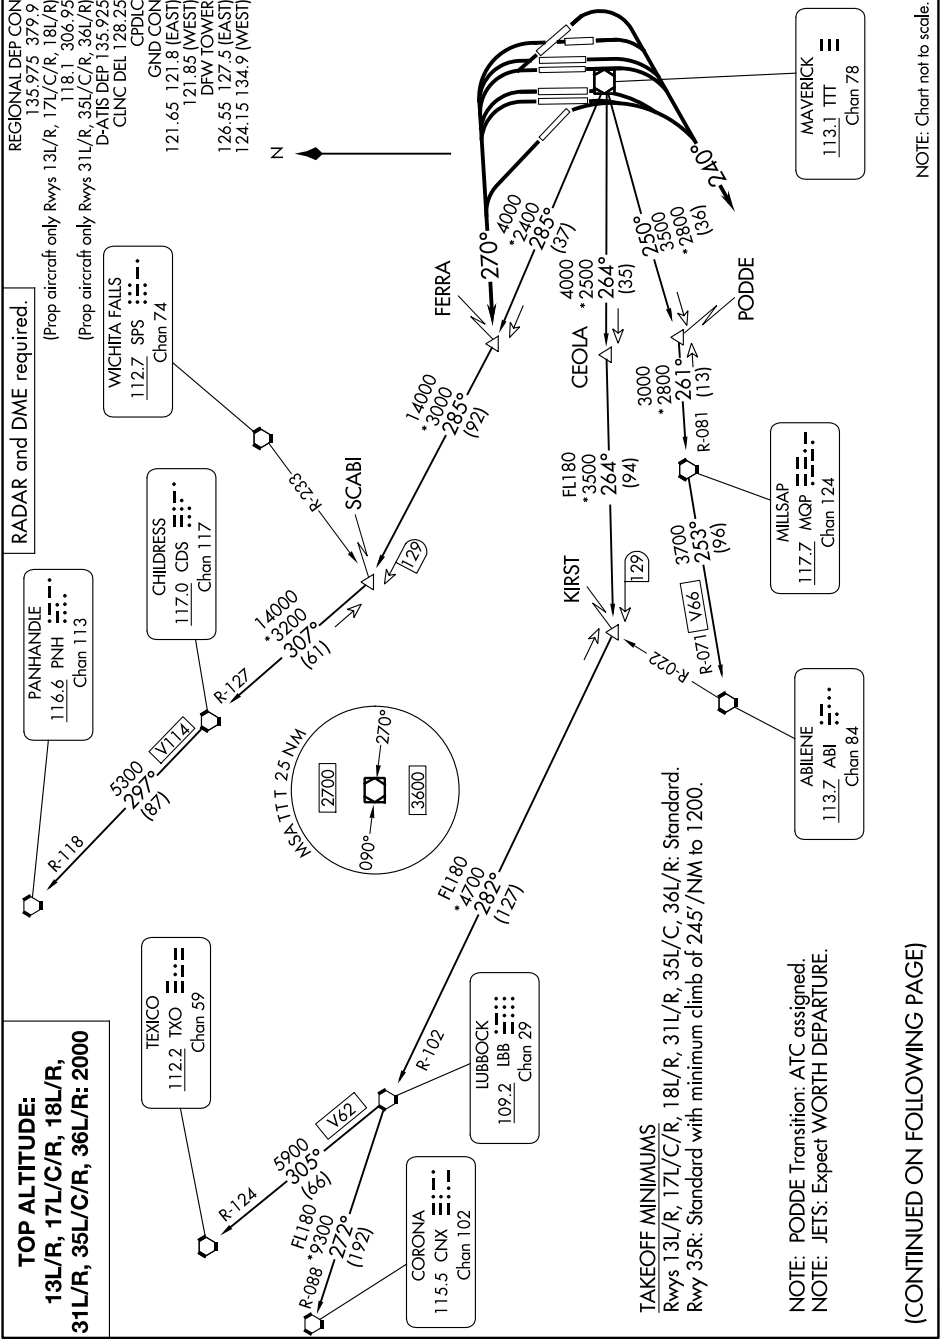 TOP ALTITUDE:
13L/R, 17L/C/R, 18L/R,
31L/R, 35L/C/R, 36L/R: 2000
RADAR and DME required.
REGIONAL DEP CON
135.975 379.9
(Prop aircraft only Rwys 13L/R, 17L/C/R, 18L/R)
118.1 306.95
(Prop aircraft only Rwys 31L/R, 35L/C/R, 36L/R)
D-ATIS DEP 135.925
CLNC DEL 128.25
CPDLC
GND CON
121.65 121.8 (EAST)
121.85 (WEST)
DFW TOWER
126.55 127.5 (EAST)
124.15 134.9 (WEST)
N
PANHANDLE
116.6 PNH
Chan 113
CHILDRESS
117.0 CDS
Chan 117
WICHITA FALLS
112.7 SPS
Chan 74
TEXICO
112.2 TXO
Chan 59
R-118
5300
297°
(87)
V114
R-127
14000
*3200
307°
(61)
R-233
SCABI
129
14000
*3000
285°
(92)
FERRA
270°
4000
*2400
285°
(37)
MSA TTT 25 NM
2700
3600
090°
270°
R-124
5900
305°
(66)
V62
R-088
FL180
*9300
272°
(192)
CORONA
115.5 CNX
Chan 102
LUBBOCK
109.2 LBB
Chan 29
R-102
FL180
*4700
282°
(127)
KIRST
129
FL180
*3500
264°
(94)
CEOLA
4000
*2500
264°
(35)
250°
3500
*2800
(36)
240°
PODDE
3000
*2800
261°
(13)
R-081
MILLSAP
117.7 MQP
Chan 124
3700
253°
(96)
V66
R-071
R-022
ABILENE
113.7 ABI
Chan 84
MAVERICK
113.1 TTT
Chan 78
TAKEOFF MINIMUMS
Rwys 13L/R, 17L/C/R, 18L/R, 31L/R, 35L/C, 36L/R: Standard.
Rwy 35R: Standard with minimum climb of 245'/NM to 1200.
NOTE: PODDE Transition: ATC assigned.
NOTE: JETS: Expect WORTH DEPARTURE.
(CONTINUED ON FOLLOWING PAGE)
NOTE: Chart not to scale.